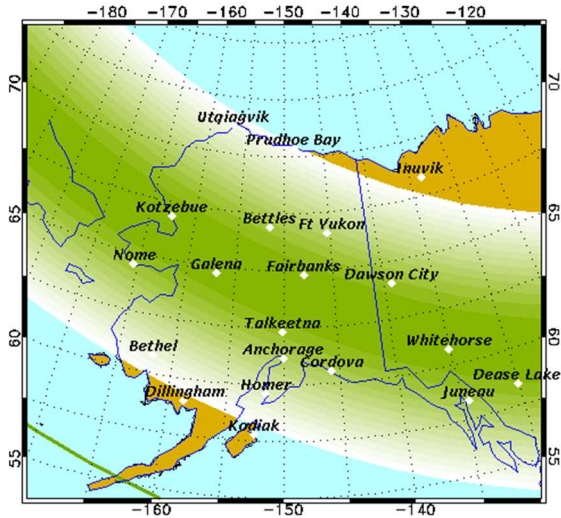 -180 -170 -160 -150 -140 -130 -120
70 70
Utqiaġvik
Prudhoe Bay
Inuvik
65 65
Kotzebue
Bettles Ft Yukon
Nome Galena Fairbanks Dawson City
60 60
Talkeetna
Bethel Anchorage Whitehorse
Cordova
Dillingham Homer Juneau Dease Lake
Kodiak
55 55
-160 -150 -140